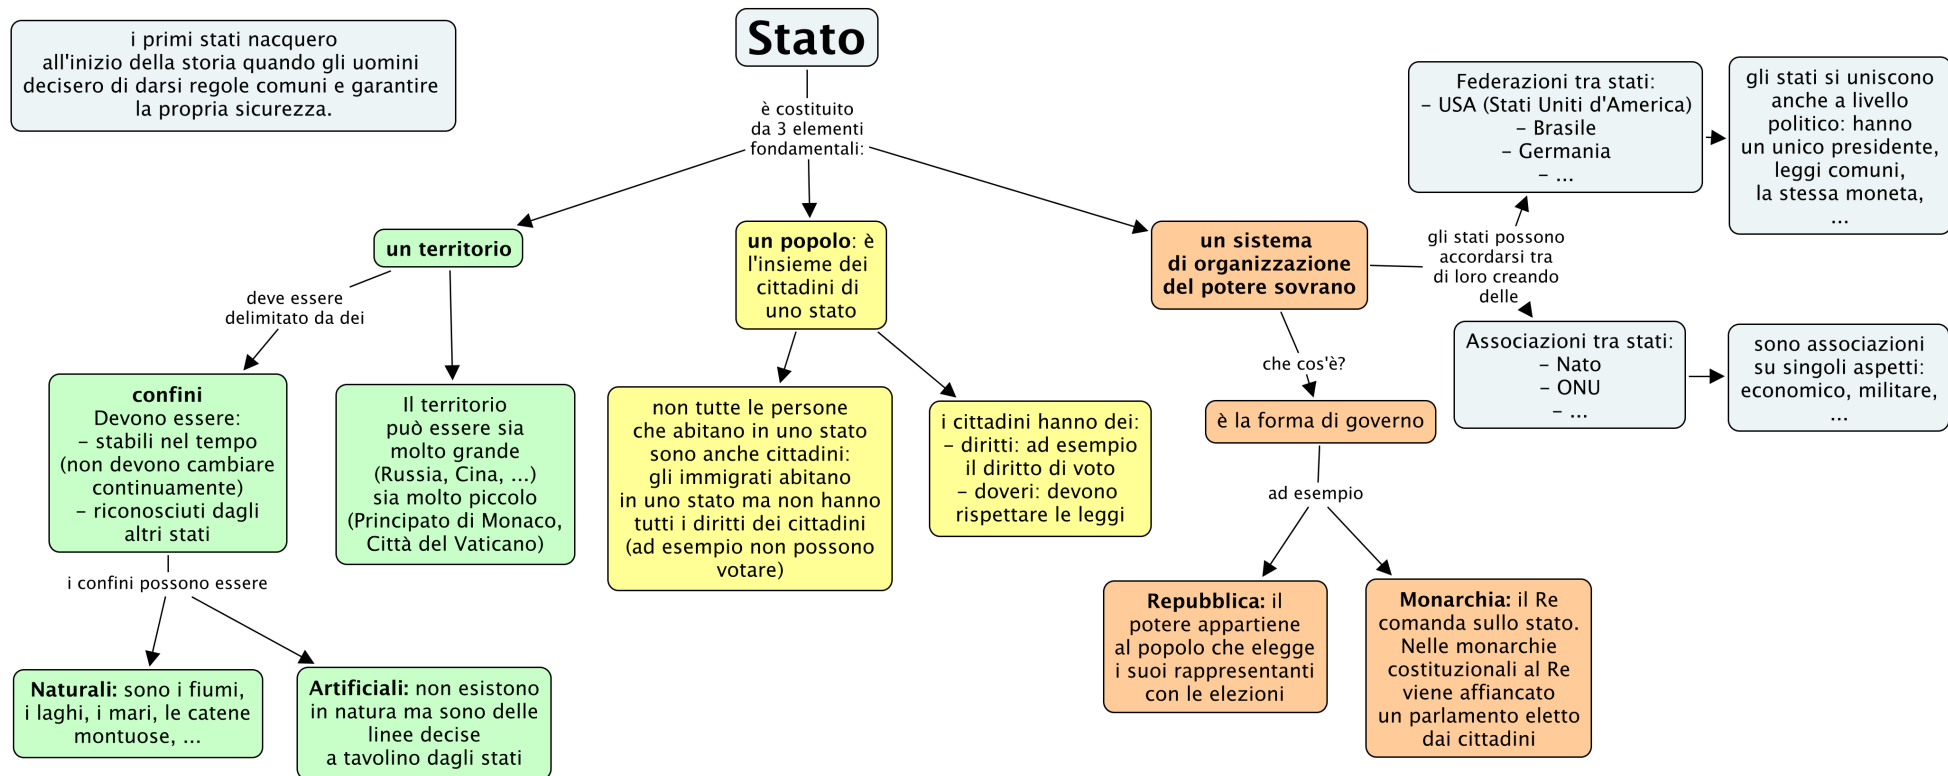 i primi stati nacquero
all'inizio della storia quando gli uomini
decisero di darsi regole comuni e garantire
la propria sicurezza.
Stato
è costituito
da 3 elementi
fondamentali:
un territorio
deve essere
delimitato da dei
confini
Devono essere:
– stabili nel tempo
(non devono cambiare
continuamente)
– riconosciuti dagli
altri stati
i confini possono essere
Naturali: sono i fiumi,
i laghi, i mari, le catene
montuose, ...
Artificiali: non esistono
in natura ma sono delle
linee decise
a tavolino dagli stati
Il territorio
può essere sia
molto grande
(Russia, Cina, ...)
sia molto piccolo
(Principato di Monaco,
Città del Vaticano)
un popolo: è
l'insieme dei
cittadini di
uno stato
non tutte le persone
che abitano in uno stato
sono anche cittadini:
gli immigrati abitano
in uno stato ma non hanno
tutti i diritti dei cittadini
(ad esempio non possono
votare)
i cittadini hanno dei:
– diritti: ad esempio
il diritto di voto
– doveri: devono
rispettare le leggi
un sistema
di organizzazione
del potere sovrano
che cos'è?
è la forma di governo
ad esempio
Repubblica: il
potere appartiene
al popolo che elegge
i suoi rappresentanti
con le elezioni
Monarchia: il Re
comanda sullo stato.
Nelle monarchie
costituzionali al Re
viene affiancato
un parlamento eletto
dai cittadini
gli stati possono
accordarsi tra
di loro creando
delle
Federazioni tra stati:
– USA (Stati Uniti d'America)
– Brasile
– Germania
– ...
gli stati si uniscono
anche a livello
politico: hanno
un unico presidente,
leggi comuni,
la stessa moneta,
...
Associazioni tra stati:
– Nato
– ONU
– ...
sono associazioni
su singoli aspetti:
economico, militare,
...